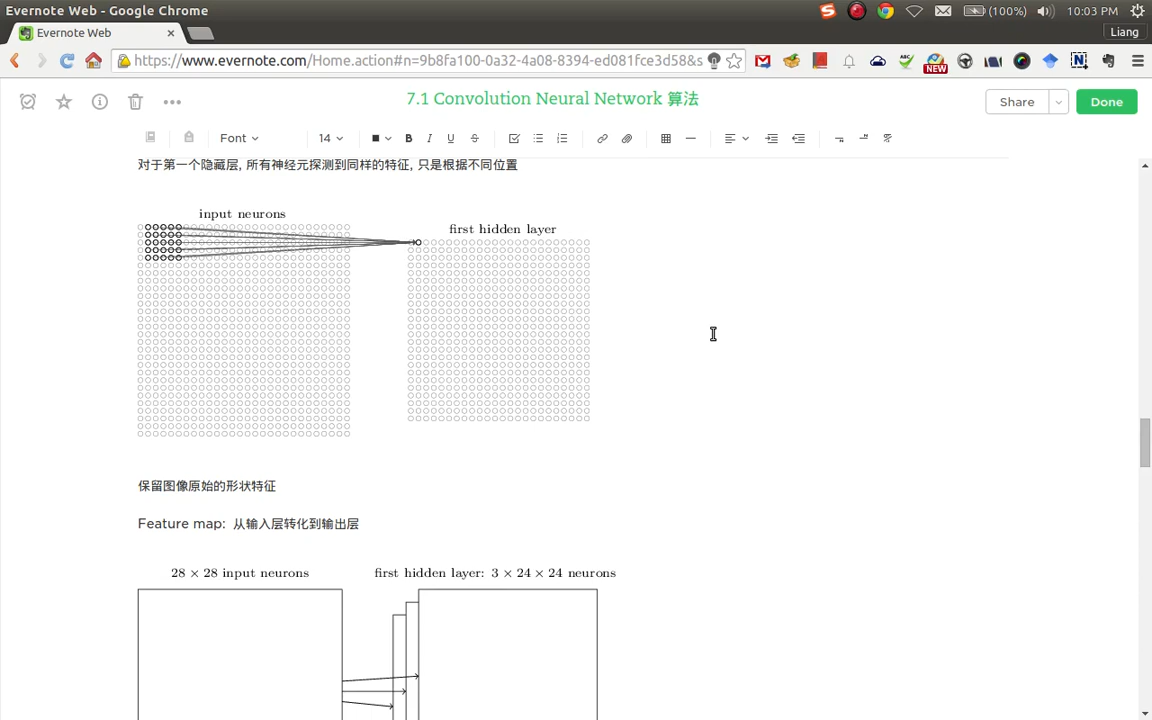 Evernote Web - Google Chrome
(100%)
10:03 PM
Evernote Web
Liang
https://www.evernote.com/Home.action#n=9b8fa100-0a32-4a08-8394-ed081fce3d58&s
NEW
7.1 Convolution Neural Network 算法
Share
Done
Font
14
B
I
U
对于第一个隐藏层, 所有神经元探测到同样的特征, 只是根据不同位置
input neurons
first hidden layer
保留图像原始的形状特征
Feature map: 从输入层转化到输出层
28 × 28 input neurons
first hidden layer: 3 × 24 × 24 neurons